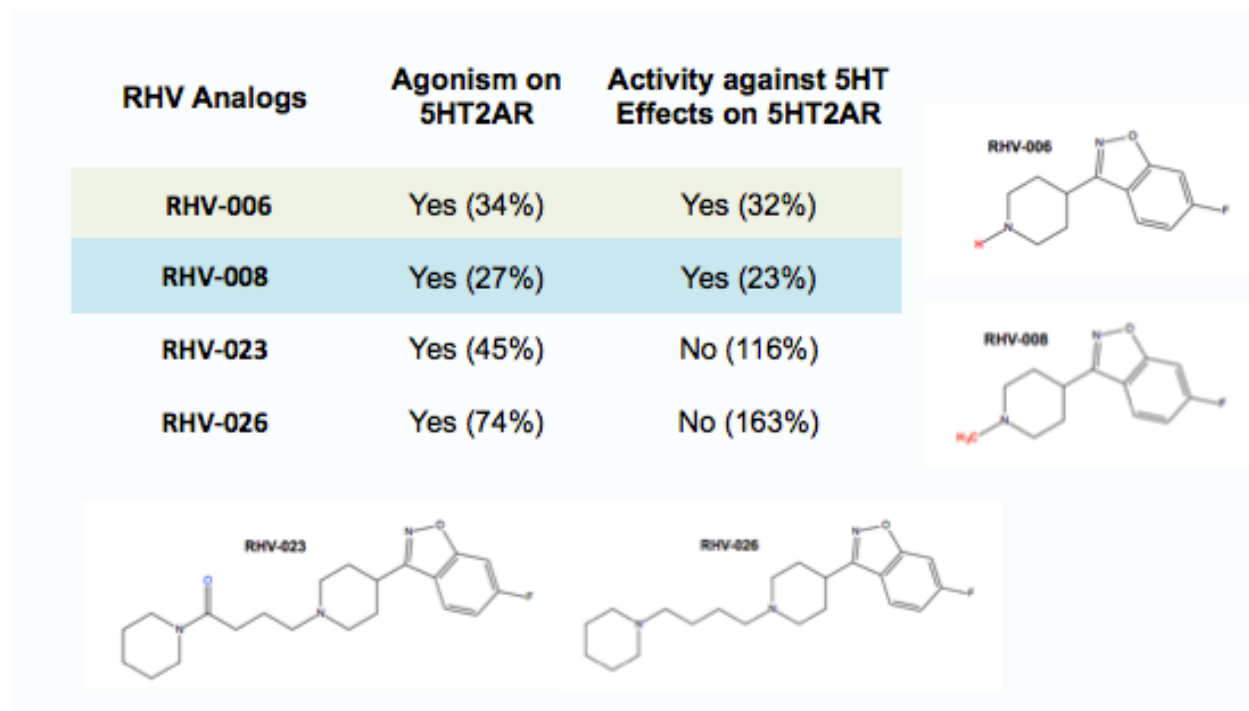 RHV Analogs
Agonism on
5HT2AR
Activity against 5HT
Effects on 5HT2AR
RHV-006 Yes (34%) Yes (32%)
RHV-008 Yes (27%) Yes (23%)
RHV-023 Yes (45%) No (116%)
RHV-026 Yes (74%) No (163%)
RHV-006
N O
F
N
H
RHV-008
N O
F
N
H₃C
RHV-023
N O
F
O
N
N
RHV-026
N O
F
N
N